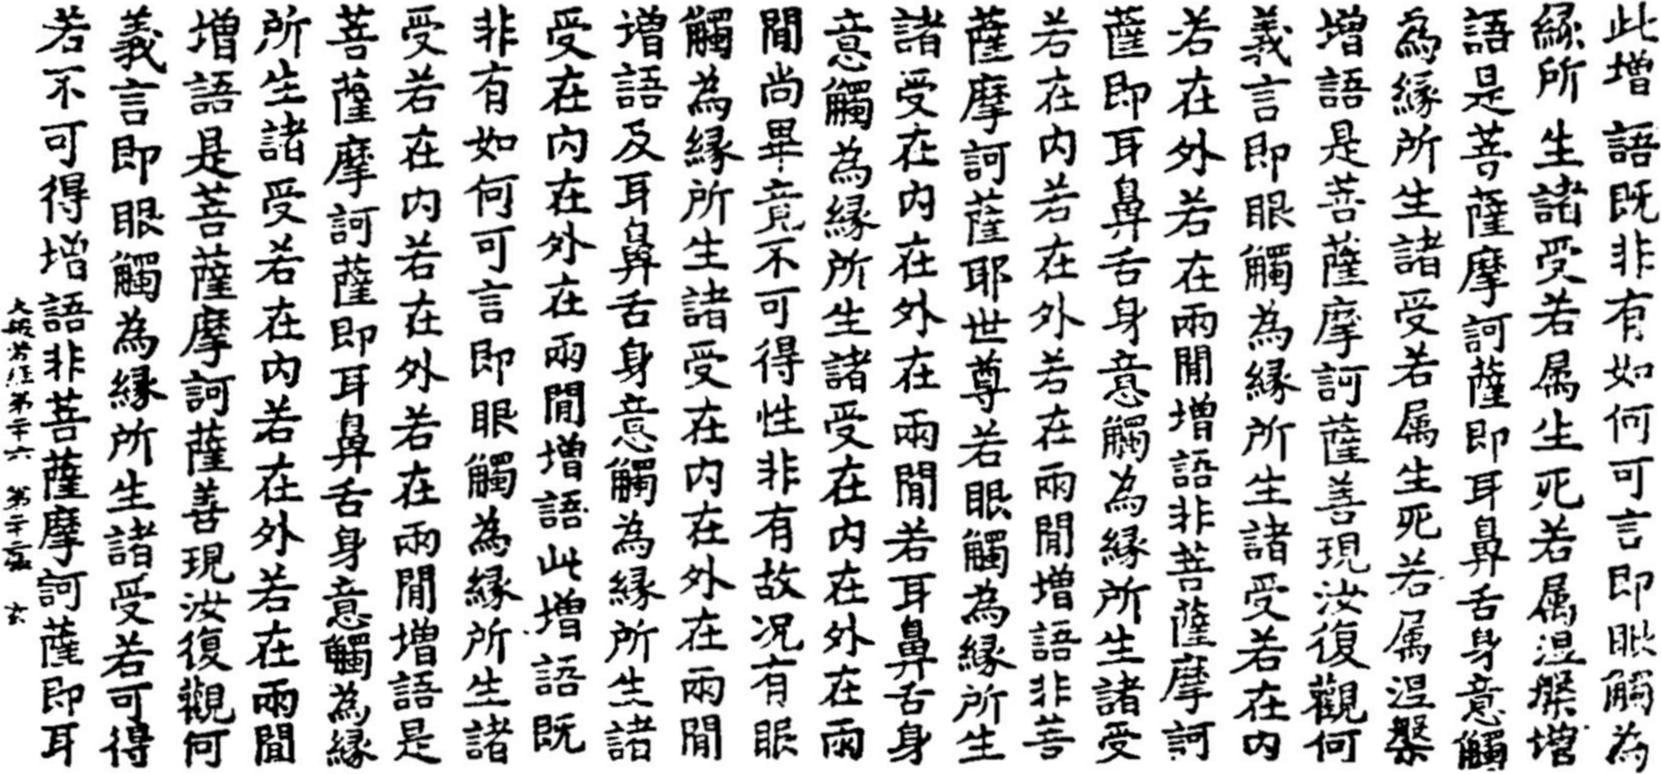 此增語既非有如何可言即眼觸為
緣所生諸受若属生死若属涅槃增
語是菩薩摩訶薩即耳鼻舌身意觸
為緣所生諸受若属生死若属涅槃
增語是菩薩摩訶薩善現汝復觀何
義言即眼觸為緣所生諸受若在內
若在外若在兩閒增語非菩薩摩訶
薩即耳鼻舌身意觸為緣所生諸受
若在內若在外若在兩閒增語非菩
薩摩訶薩耶世尊若眼觸為緣所生
諸受在內在外在兩閒若耳鼻舌身
意觸為緣所生諸受在內在外在兩
閒尚畢竟不可得性非有故況有眼
觸為緣所生諸受在內在外在兩閒
增語及耳鼻舌身意觸為緣所生諸
受在內在外在兩閒增語此增語既
非有如何可言即眼觸為緣所生諸
受若在內若在外若在兩閒增語是
菩薩摩訶薩即耳鼻舌身意觸為緣
所生諸受若在內若在外若在兩閒
增語是菩薩摩訶薩善現汝復觀何
義言即眼觸為緣所生諸受若可得
若不可得增語非菩薩摩訶薩即耳
大般若經第二十六 第二十二張 玄